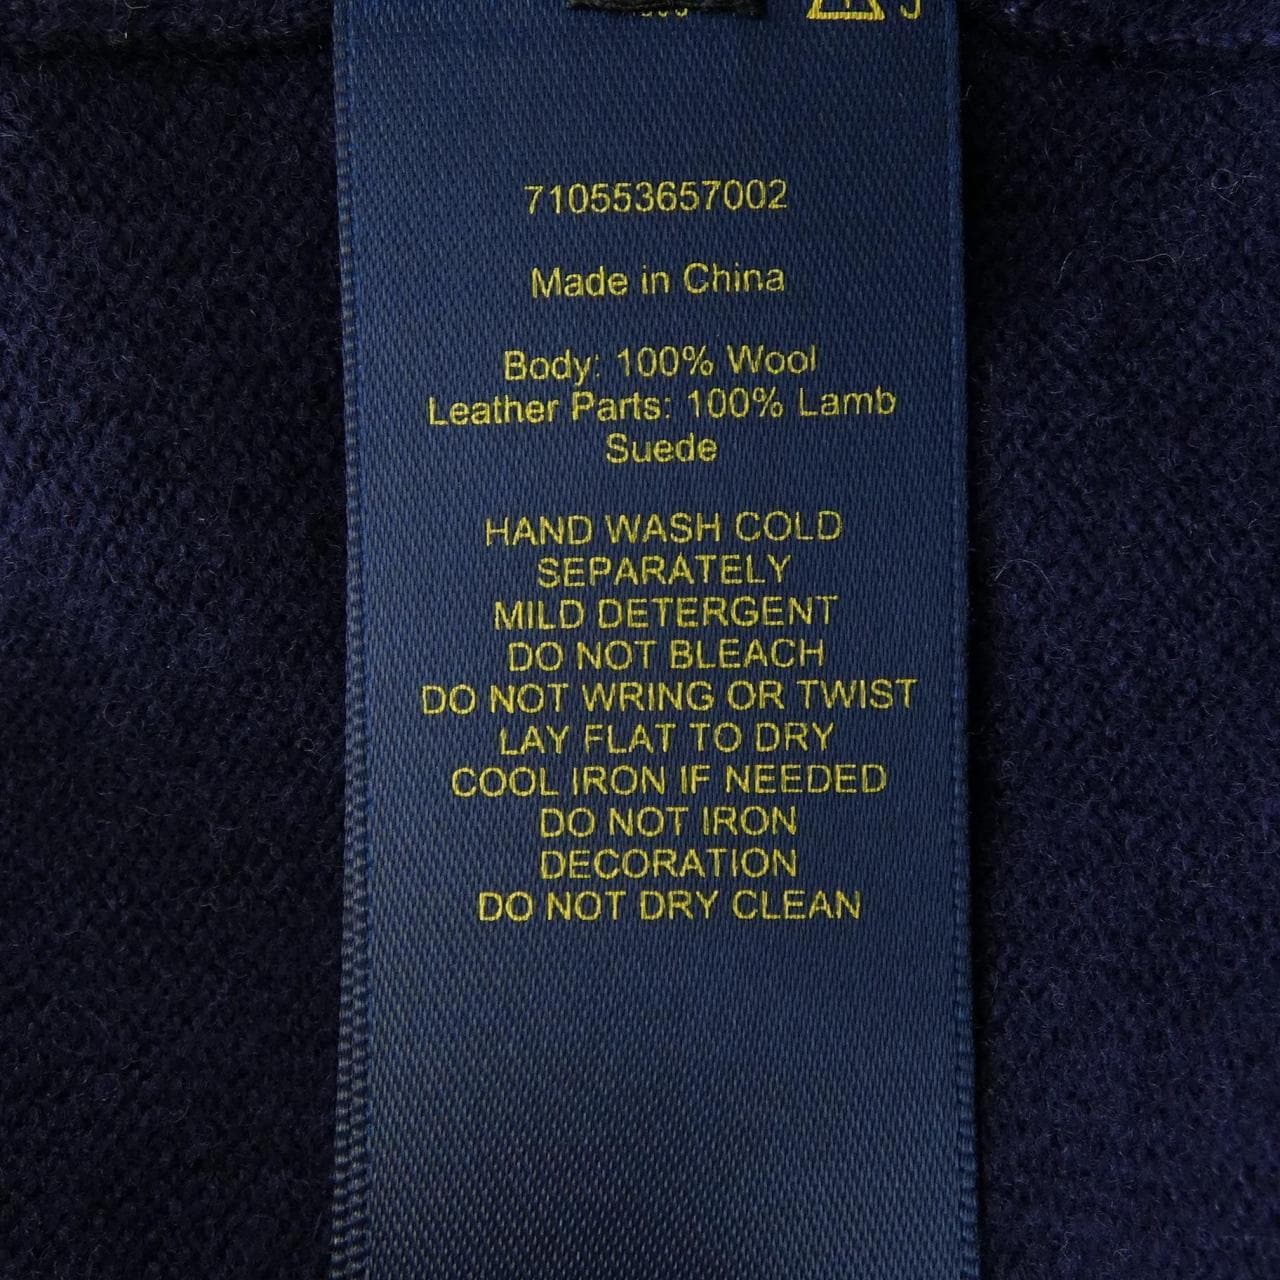 710553657002
Made in China
Body: 100% Wool
Leather Parts: 100% Lamb
Suede
HAND WASH COLD
SEPARATELY
MILD DETERGENT
DO NOT BLEACH
DO NOT WRING OR TWIST
LAY FLAT TO DRY
COOL IRON IF NEEDED
DO NOT IRON
DECORATION
DO NOT DRY CLEAN